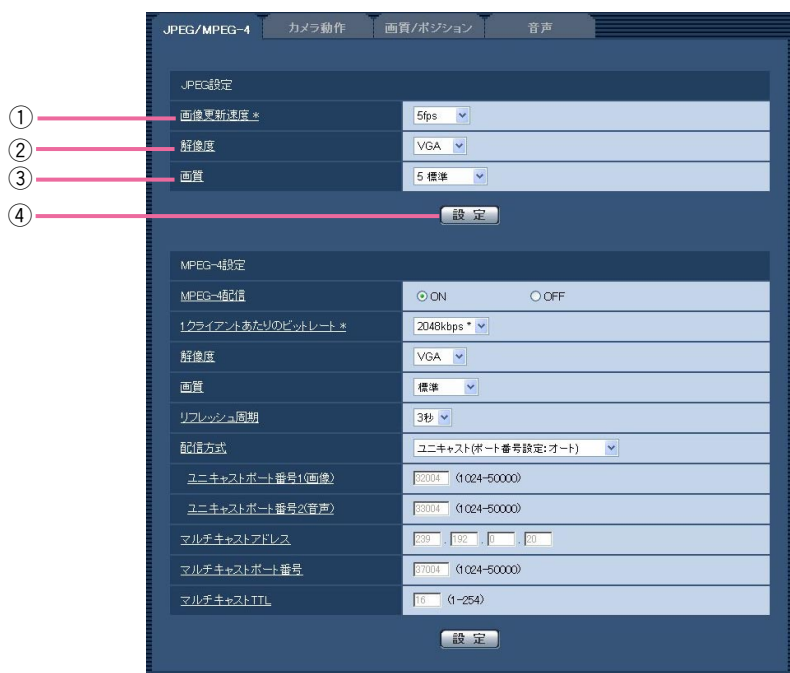 JPEG/MPEG-4 カメラ動作 画質/ポジション 音声
JPEG設定
① 画像更新速度 * 5fps
② 解像度 VGA
③ 画質 5 標準
④ 設 定
MPEG-4設定
MPEG-4配信 ON OFF
1クライアントあたりのビットレート * 2048kbps *
解像度 VGA
画質 標準
リフレッシュ周期 3秒
配信方式 ユニキャスト(ポート番号設定:オート)
ユニキャストポート番号1(画像) 32004 (1024-50000)
ユニキャストポート番号2(音声) 33004 (1024-50000)
マルチキャストアドレス 239 . 192 . 0 . 20
マルチキャストポート番号 37004 (1024-50000)
マルチキャストTTL 16 (1-254)
設 定